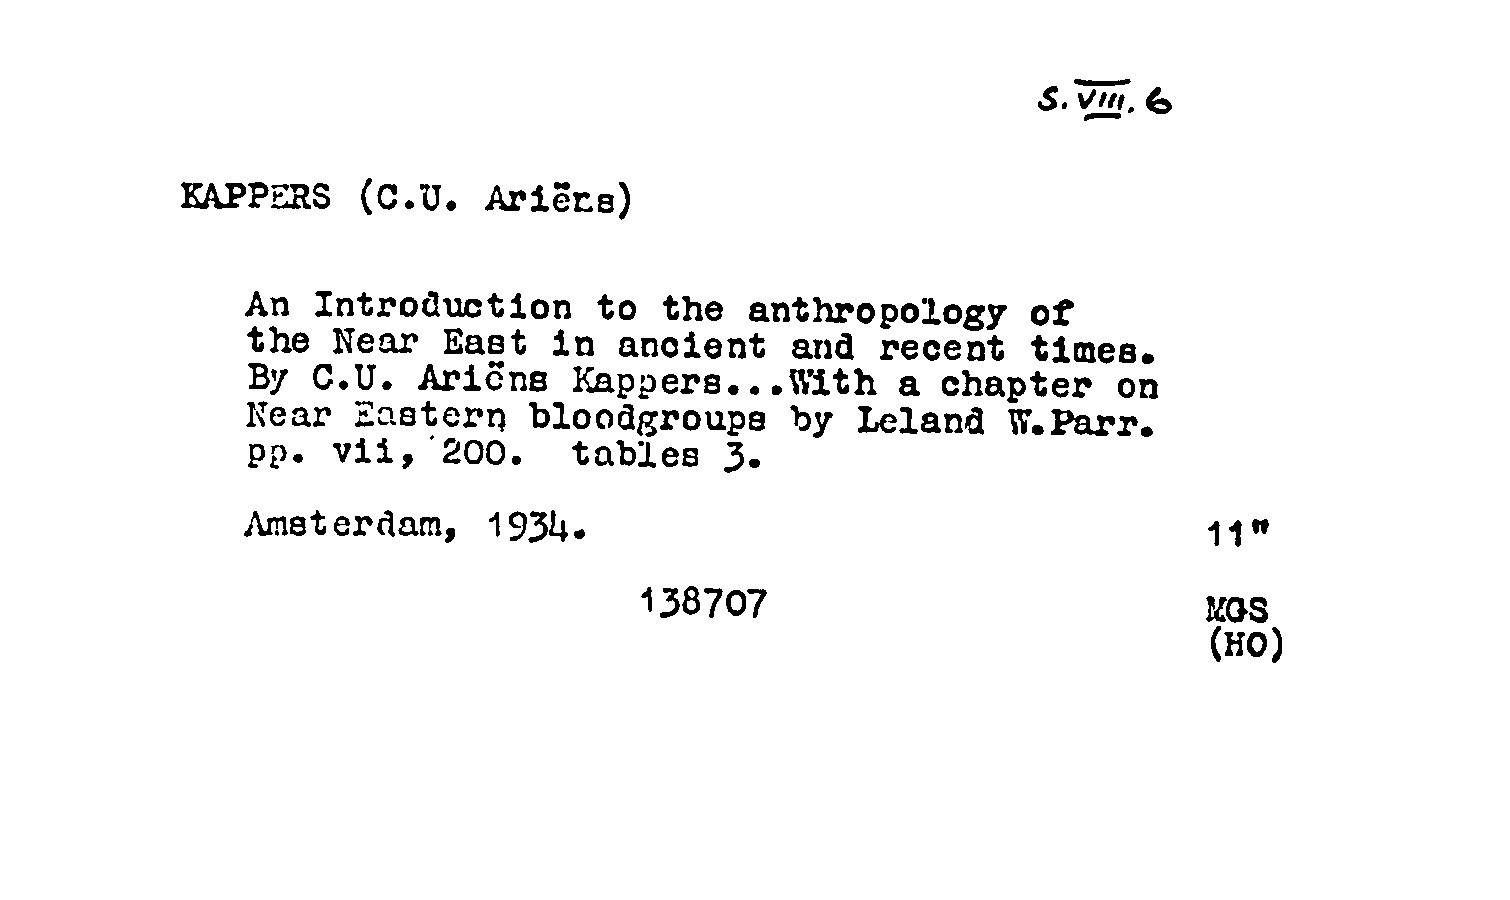 S. VIII. 6
KAPPERS (C.U. Ariëns)
An Introduction to the anthropology of
the Near East in ancient and recent times.
By C.U. Ariëns Kappers...With a chapter on
Near Eastern bloodgroups by Leland W.Parr.
pp. vii, 200. tables 3.
Amsterdam, 1934.
11"
138707
MGS
(HO)